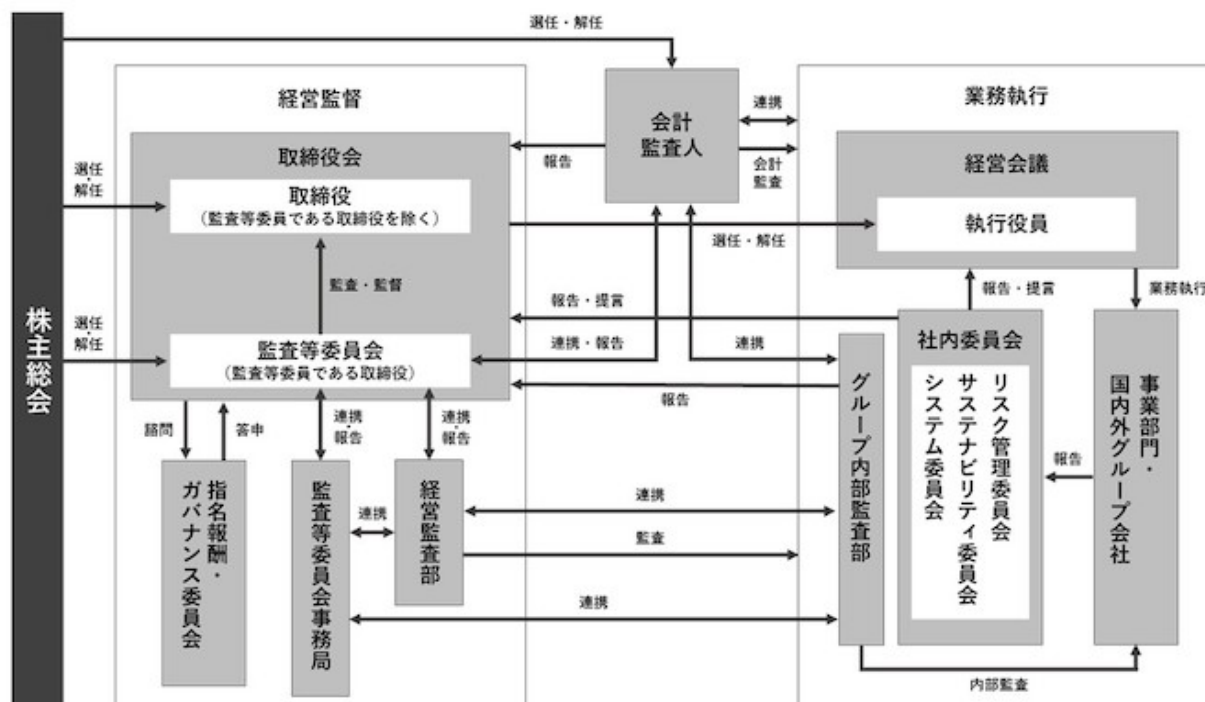 選任・解任
経営監督
業務執行
会計
監査人
連携
会計
監査
報告
取締役会
取締役
（監査等委員である取締役を除く）
選任・
解任
経営会議
執行役員
選任・解任
監査・監督
報告・提言
報告・提言
業務執行
株主総会
選任・
解任
監査等委員会
（監査等委員である取締役）
連携・報告
連携
報告
社内委員会
リスク管理委員会
サステナビリティ委員会
システム委員会
事業部門・
国内外グループ会社
報告
グループ内部監査部
諮問
答申
連携・
報告
連携・
報告
指名報酬・
ガバナンス委員会
監査等委員会事務局
連携
経営監査部
連携
監査
連携
内部監査